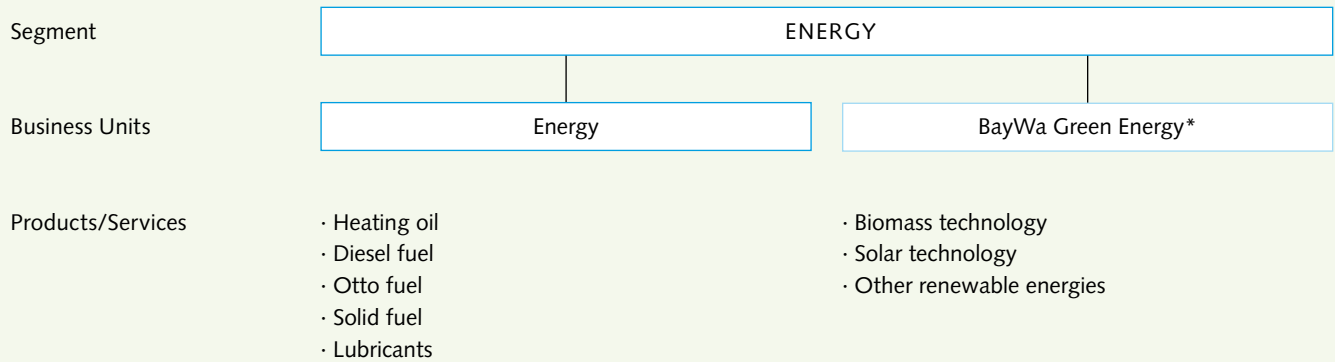 Segment
ENERGY
Business Units
Energy
BayWa Green Energy*
Products/Services
· Heating oil
· Diesel fuel
· Otto fuel
· Solid fuel
· Lubricants
· Biomass technology
· Solar technology
· Other renewable energies